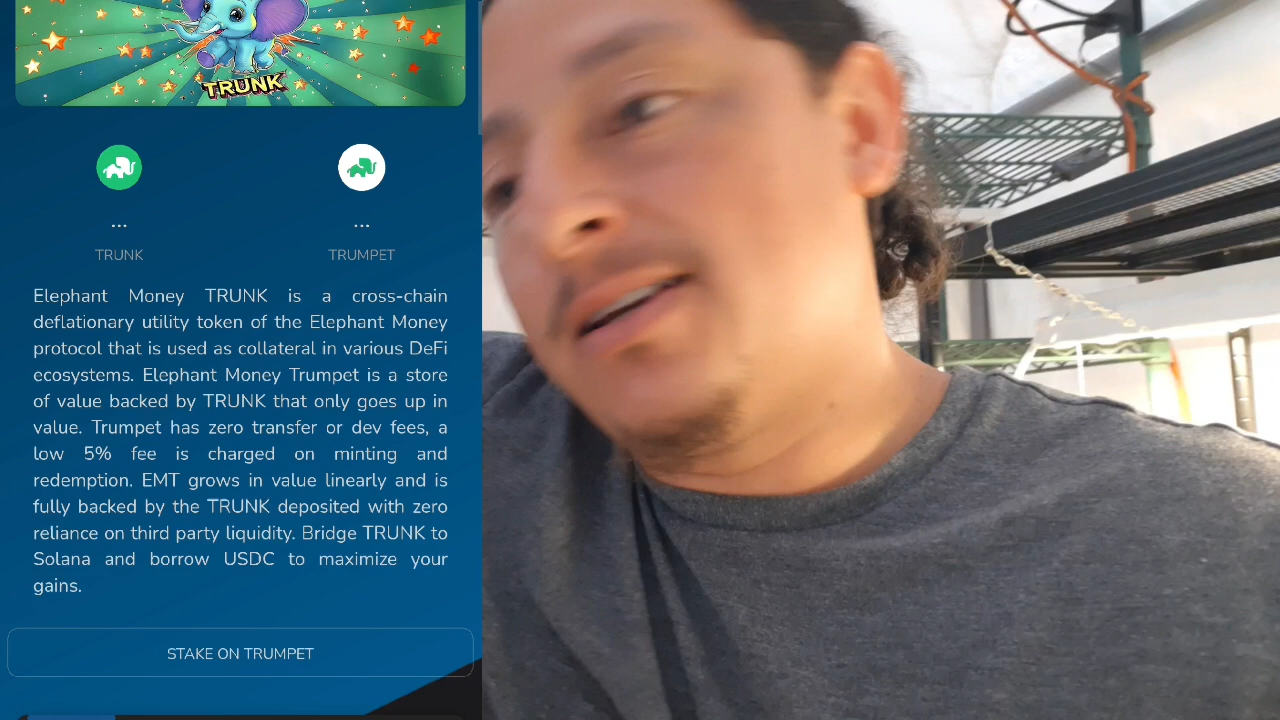 TRUNK
...
...
TRUNK
TRUMPET
Elephant Money TRUNK is a cross-chain
deflationary utility token of the Elephant Money
protocol that is used as collateral in various DeFi
ecosystems. Elephant Money Trumpet is a store
of value backed by TRUNK that only goes up in
value. Trumpet has zero transfer or dev fees, a
low 5% fee is charged on minting and
redemption. EMT grows in value linearly and is
fully backed by the TRUNK deposited with zero
reliance on third party liquidity. Bridge TRUNK to
Solana and borrow USDC to maximize your
gains.
STAKE ON TRUMPET